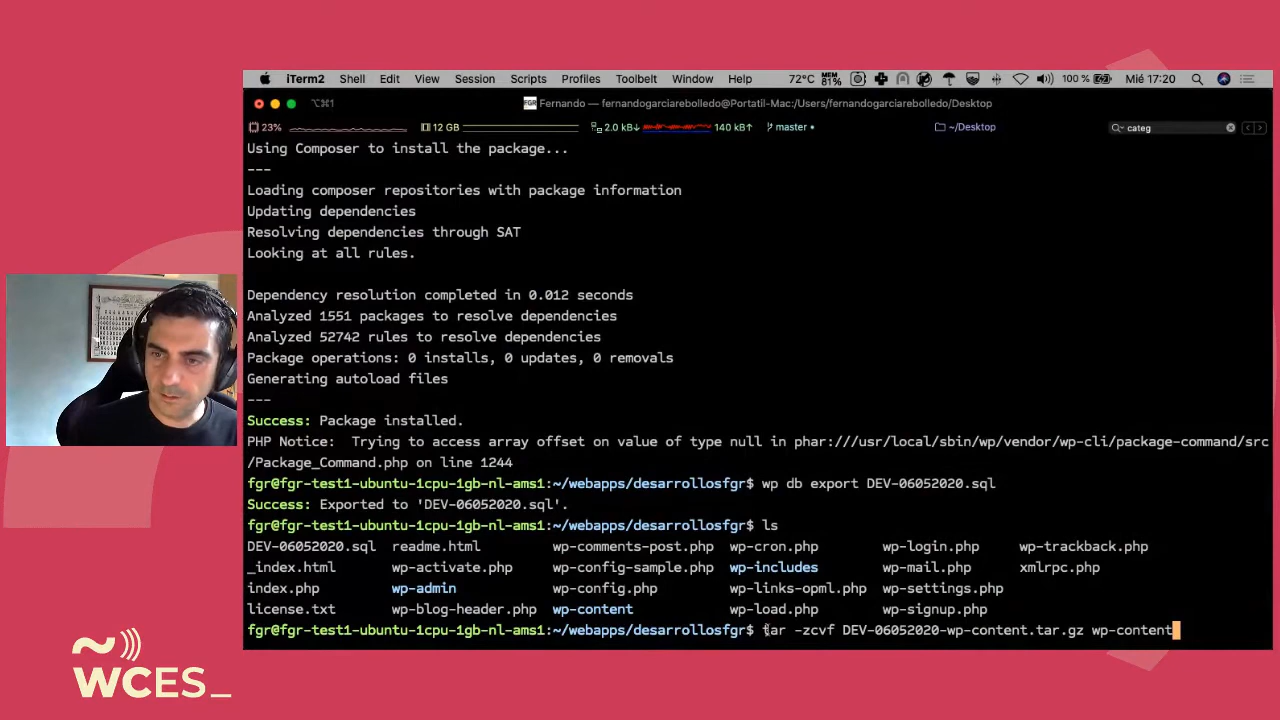 iTerm2 Shell Edit View Session Scripts Profiles Toolbelt Window Help 72°C MEM 81% 100 % Mié 17:20
⌥⌘1 FGR Fernando — fernandogarciarebolledo@Portatil-Mac:/Users/fernandogarciarebolledo/Desktop
23% 12 GB 2.0 kB↓ 140 kB↑ master • ~/Desktop categ
Using Composer to install the package...
---
Loading composer repositories with package information
Updating dependencies
Resolving dependencies through SAT
Looking at all rules.
Dependency resolution completed in 0.012 seconds
Analyzed 1551 packages to resolve dependencies
Analyzed 52742 rules to resolve dependencies
Package operations: 0 installs, 0 updates, 0 removals
Generating autoload files
---
Success: Package installed.
PHP Notice:  Trying to access array offset on value of type null in phar:///usr/local/sbin/wp/vendor/wp-cli/package-command/src
/Package_Command.php on line 1244
fgr@fgr-test1-ubuntu-1cpu-1gb-nl-ams1:~/webapps/desarrollosfgr$ wp db export DEV-06052020.sql
Success: Exported to 'DEV-06052020.sql'.
fgr@fgr-test1-ubuntu-1cpu-1gb-nl-ams1:~/webapps/desarrollosfgr$ ls
DEV-06052020.sql readme.html wp-comments-post.php wp-cron.php wp-login.php wp-trackback.php
_index.html wp-activate.php wp-config-sample.php wp-includes wp-mail.php xmlrpc.php
index.php wp-admin wp-config.php wp-links-opml.php wp-settings.php
license.txt wp-blog-header.php wp-content wp-load.php wp-signup.php
fgr@fgr-test1-ubuntu-1cpu-1gb-nl-ams1:~/webapps/desarrollosfgr$ tar -zcvf DEV-06052020-wp-content.tar.gz wp-content
WCES_